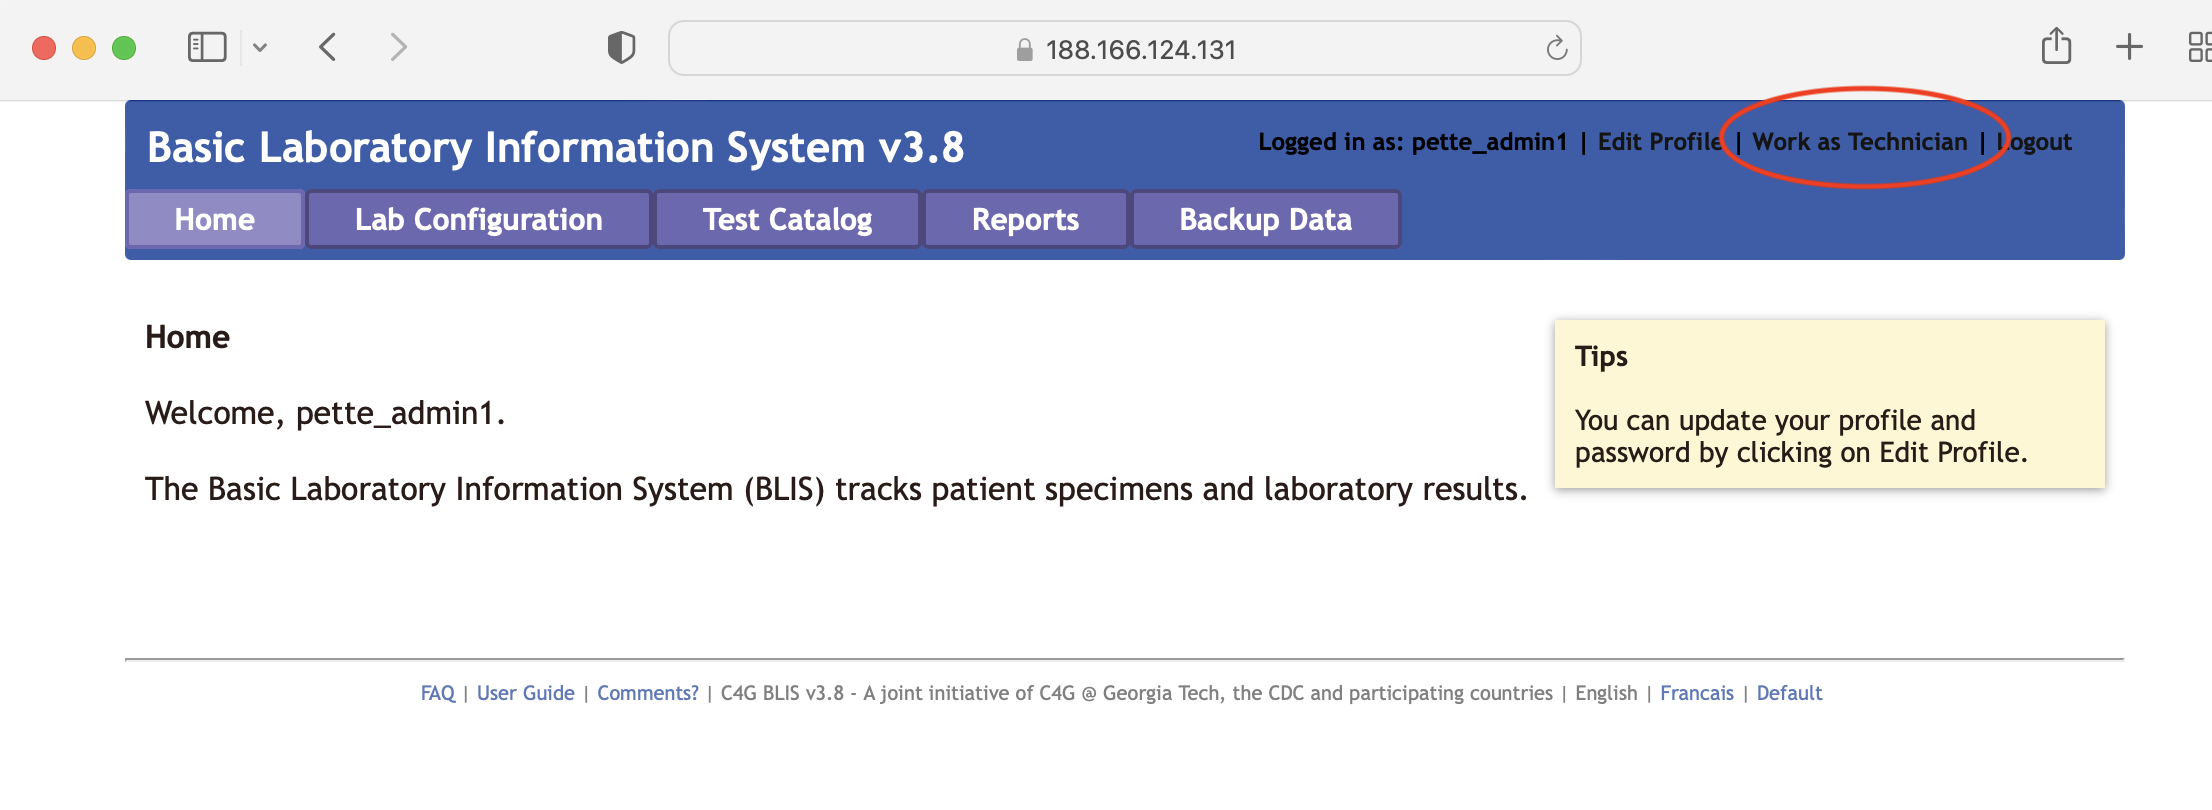 188.166.124.131
Basic Laboratory Information System v3.8
Logged in as: pette_admin1 | Edit Profile | Work as Technician | Logout
Home Lab Configuration Test Catalog Reports Backup Data
Home
Welcome, pette_admin1.
The Basic Laboratory Information System (BLIS) tracks patient specimens and laboratory results.
Tips
You can update your profile and
password by clicking on Edit Profile.
FAQ | User Guide | Comments? | C4G BLIS v3.8 - A joint initiative of C4G @ Georgia Tech, the CDC and participating countries | English | Francais | Default